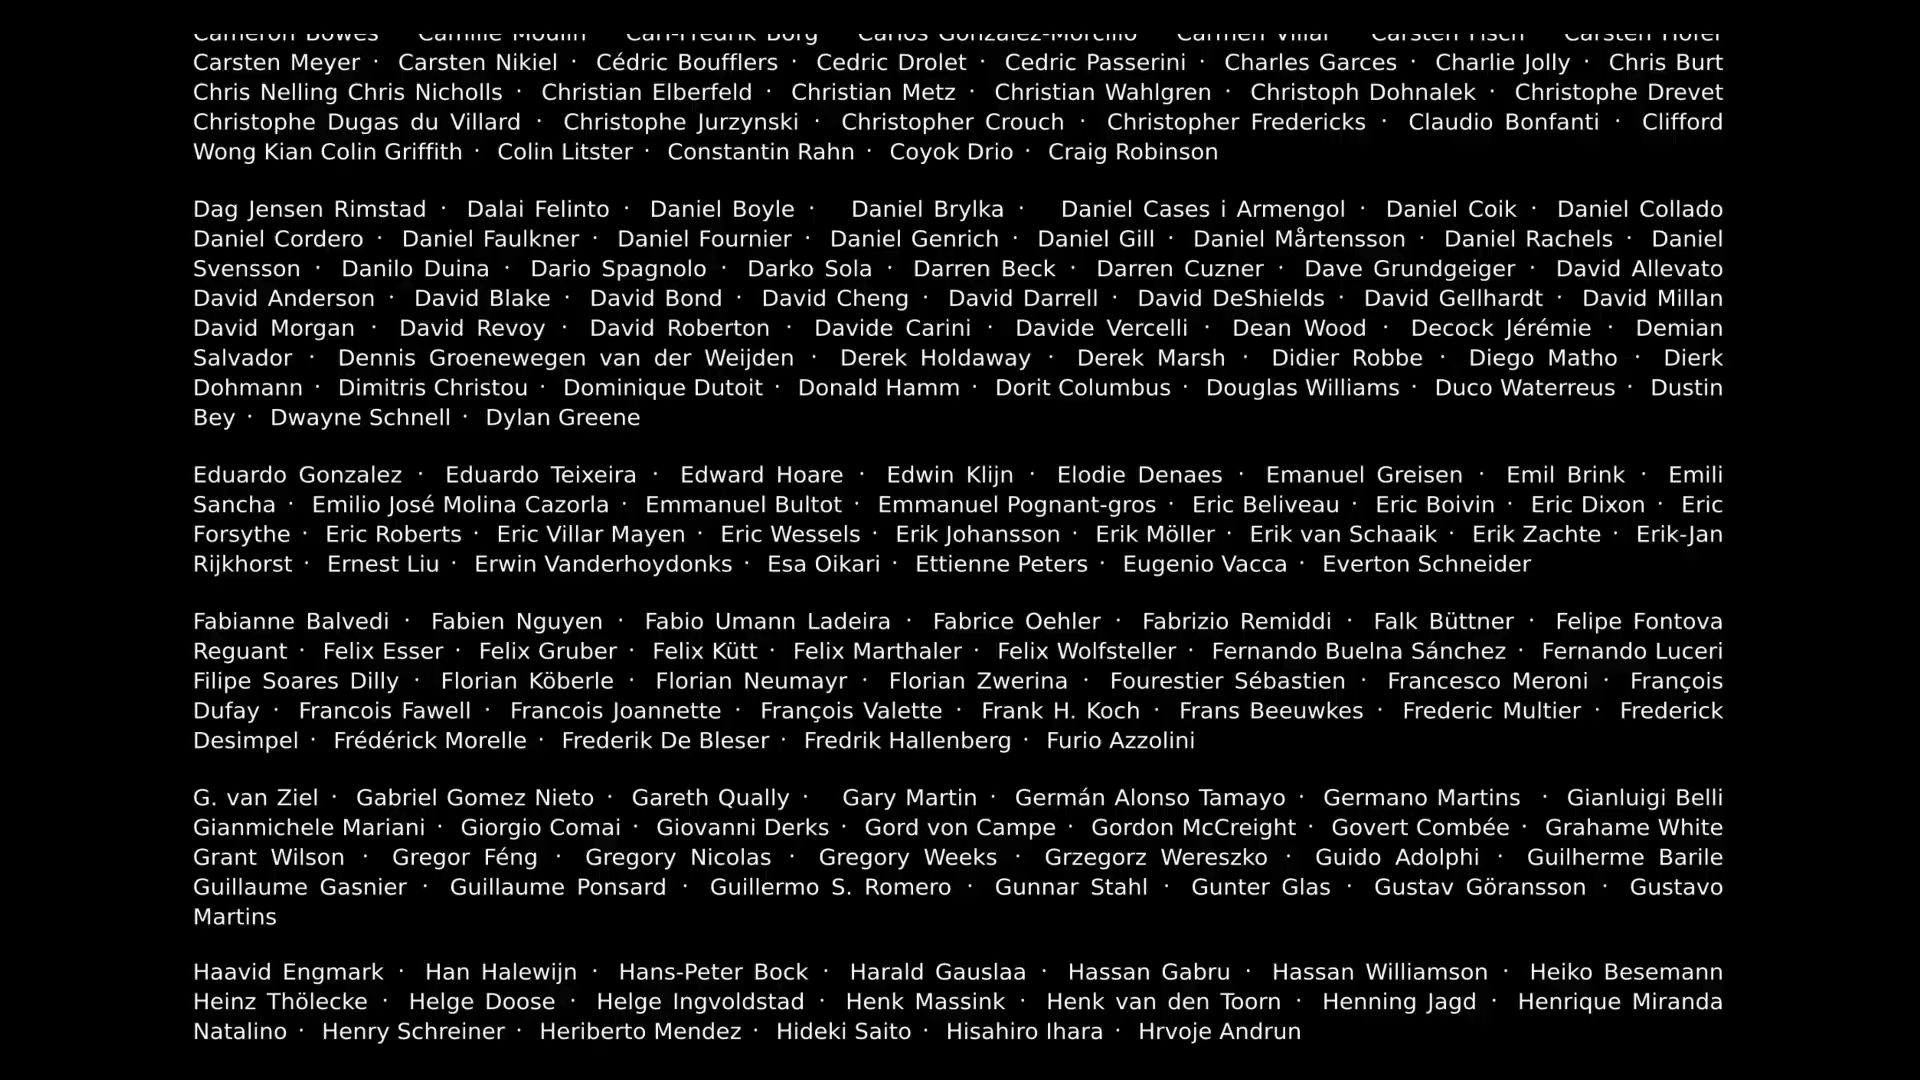 Cameron Bowes Camille Moulin Carl-Fredrik Borg Carlos González-Morcillo Carmen Villar Carsten Fisch Carsten Höfer
Carsten Meyer · Carsten Nikiel · Cédric Boufflers · Cedric Drolet · Cedric Passerini · Charles Garces · Charlie Jolly · Chris Burt
Chris Nelling Chris Nicholls · Christian Elberfeld · Christian Metz · Christian Wahlgren · Christoph Dohnalek · Christophe Drevet
Christophe Dugas du Villard · Christophe Jurzynski · Christopher Crouch · Christopher Fredericks · Claudio Bonfanti · Clifford
Wong Kian Colin Griffith · Colin Litster · Constantin Rahn · Coyok Drio · Craig Robinson
Dag Jensen Rimstad · Dalai Felinto · Daniel Boyle · Daniel Brylka · Daniel Cases i Armengol · Daniel Coik · Daniel Collado
Daniel Cordero · Daniel Faulkner · Daniel Fournier · Daniel Genrich · Daniel Gill · Daniel Mårtensson · Daniel Rachels · Daniel
Svensson · Danilo Duina · Dario Spagnolo · Darko Sola · Darren Beck · Darren Cuzner · Dave Grundgeiger · David Allevato
David Anderson · David Blake · David Bond · David Cheng · David Darrell · David DeShields · David Gellhardt · David Millan
David Morgan · David Revoy · David Roberton · Davide Carini · Davide Vercelli · Dean Wood · Decock Jérémie · Demian
Salvador · Dennis Groenewegen van der Weijden · Derek Holdaway · Derek Marsh · Didier Robbe · Diego Matho · Dierk
Dohmann · Dimitris Christou · Dominique Dutoit · Donald Hamm · Dorit Columbus · Douglas Williams · Duco Waterreus · Dustin
Bey · Dwayne Schnell · Dylan Greene
Eduardo Gonzalez · Eduardo Teixeira · Edward Hoare · Edwin Klijn · Elodie Denaes · Emanuel Greisen · Emil Brink · Emili
Sancha · Emilio José Molina Cazorla · Emmanuel Bultot · Emmanuel Pognant-gros · Eric Beliveau · Eric Boivin · Eric Dixon · Eric
Forsythe · Eric Roberts · Eric Villar Mayen · Eric Wessels · Erik Johansson · Erik Möller · Erik van Schaaik · Erik Zachte · Erik-Jan
Rijkhorst · Ernest Liu · Erwin Vanderhoydonks · Esa Oikari · Ettienne Peters · Eugenio Vacca · Everton Schneider
Fabianne Balvedi · Fabien Nguyen · Fabio Umann Ladeira · Fabrice Oehler · Fabrizio Remiddi · Falk Büttner · Felipe Fontova
Reguant · Felix Esser · Felix Gruber · Felix Kütt · Felix Marthaler · Felix Wolfsteller · Fernando Buelna Sánchez · Fernando Luceri
Filipe Soares Dilly · Florian Köberle · Florian Neumayr · Florian Zwerina · Fourestier Sébastien · Francesco Meroni · François
Dufay · Francois Fawell · Francois Joannette · François Valette · Frank H. Koch · Frans Beeuwkes · Frederic Multier · Frederick
Desimpel · Frédérick Morelle · Frederik De Bleser · Fredrik Hallenberg · Furio Azzolini
G. van Ziel · Gabriel Gomez Nieto · Gareth Qually · Gary Martin · Germán Alonso Tamayo · Germano Martins · Gianluigi Belli
Gianmichele Mariani · Giorgio Comai · Giovanni Derks · Gord von Campe · Gordon McCreight · Govert Combée · Grahame White
Grant Wilson · Gregor Féng · Gregory Nicolas · Gregory Weeks · Grzegorz Wereszko · Guido Adolphi · Guilherme Barile
Guillaume Gasnier · Guillaume Ponsard · Guillermo S. Romero · Gunnar Stahl · Gunter Glas · Gustav Göransson · Gustavo
Martins
Haavid Engmark · Han Halewijn · Hans-Peter Bock · Harald Gauslaa · Hassan Gabru · Hassan Williamson · Heiko Besemann
Heinz Thölecke · Helge Doose · Helge Ingvoldstad · Henk Massink · Henk van den Toorn · Henning Jagd · Henrique Miranda
Natalino · Henry Schreiner · Heriberto Mendez · Hideki Saito · Hisahiro Ihara · Hrvoje Andrun